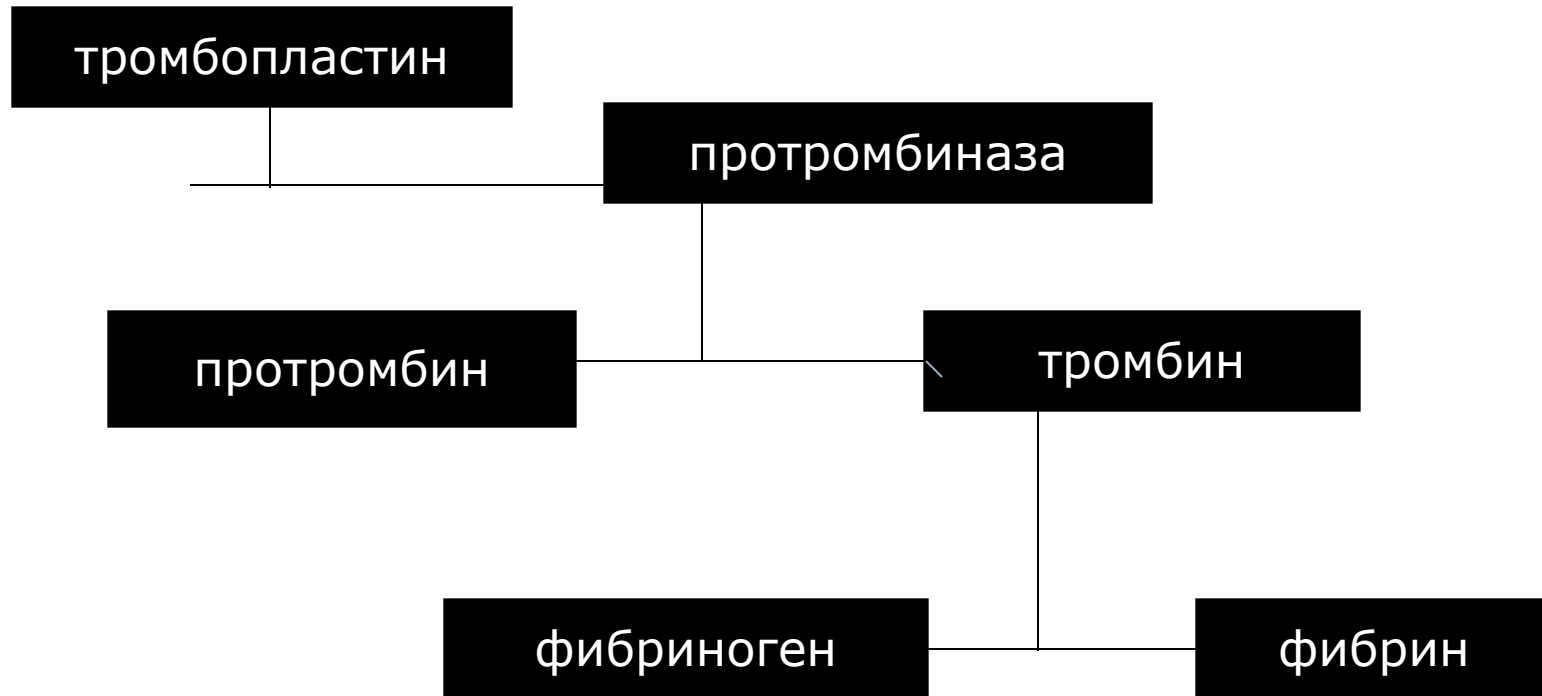 тромбопластин
протромбиназа
протромбин
тромбин
фибриноген
фибрин